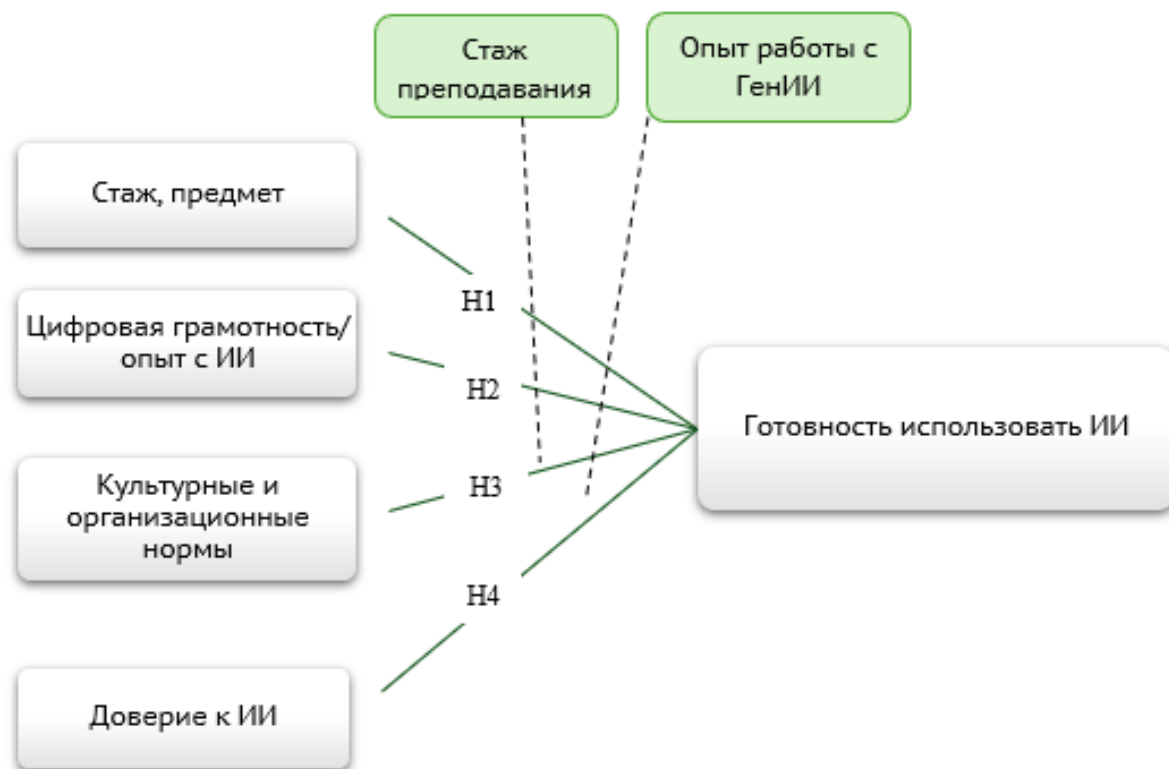 Стаж
преподавания
Опыт работы с
ГенИИ
Стаж, предмет
H1
Цифровая грамотность/
опыт с ИИ
H2
Готовность использовать ИИ
Культурные и
организационные
нормы
H3
H4
Доверие к ИИ